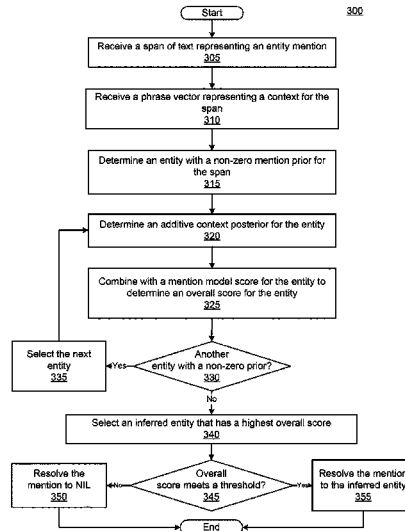 Start
300
Receive a span of text representing an entity mention
305
Receive a phrase vector representing a context for the
span
310
Determine an entity with a non-zero mention prior for
the span
315
Determine an additive context posterior for the entity
320
Combine with a mention model score for the entity to
determine an overall score for the entity
325
Select the next
entity
335
Yes
Another
entity with a non-zero prior?
330
No
Select an inferred entity that has a highest overall score
340
Resolve the
mention to NIL
350
No
Overall
score meets a threshold?
345
Yes
Resolve the mention
to the inferred entity
355
End